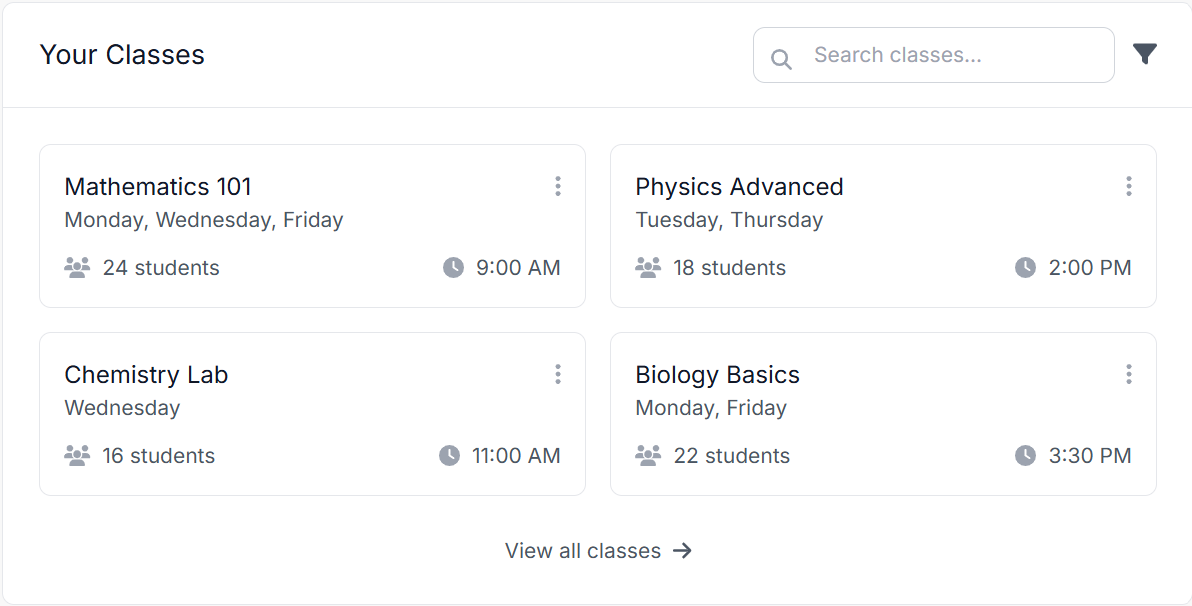 Your Classes
Search classes...
Mathematics 101
Monday, Wednesday, Friday
24 students
9:00 AM
Physics Advanced
Tuesday, Thursday
18 students
2:00 PM
Chemistry Lab
Wednesday
16 students
11:00 AM
Biology Basics
Monday, Friday
22 students
3:30 PM
View all classes